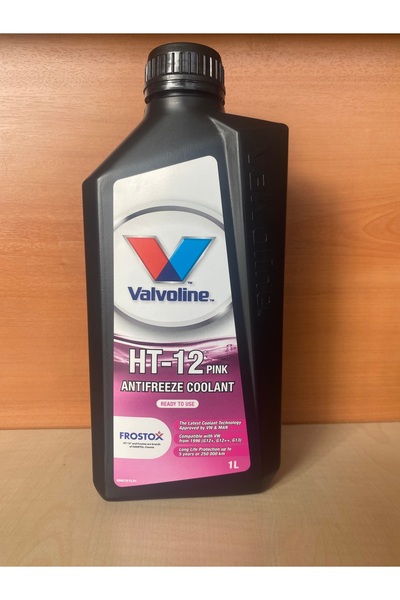 Valvoline™
HT-12 PINK
ANTIFREEZE COOLANT
READY TO USE
FROSTOX
The Latest Coolant Technology
Approved by VW & MAN
Compatible with VW
from 1996 (G12+, G12++, G13)
Long Life Protection up to
5 years or 250 000 km
1L
Valvoline